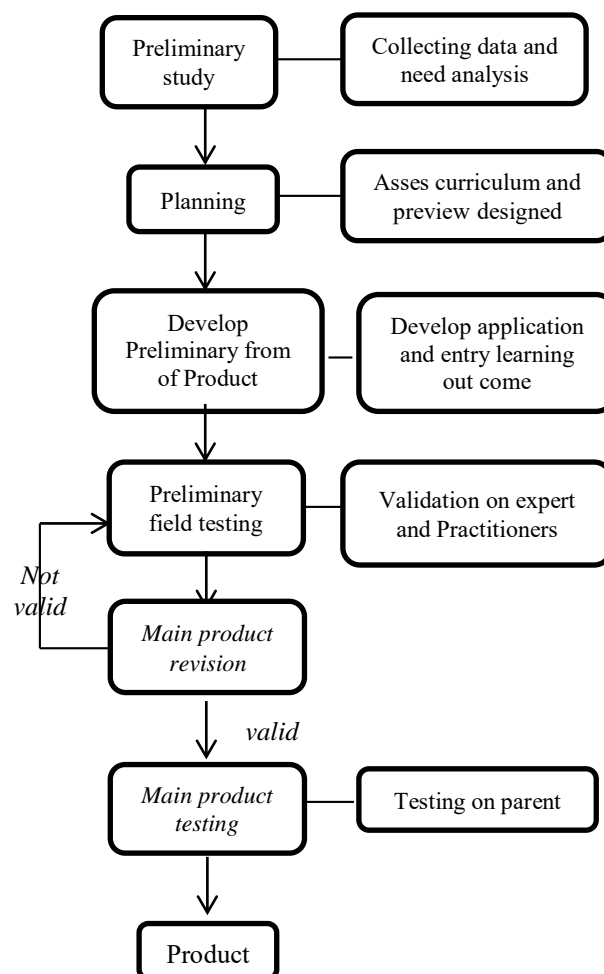 Preliminary
study
Collecting data and
need analysis
Planning
Asses curriculum and
preview designed
Develop
Preliminary from
of Product
Develop application
and entry learning
out come
Preliminary
field testing
Validation on expert
and Practitioners
Not
valid
Main product
revision
valid
Main product
testing
Testing on parent
Product